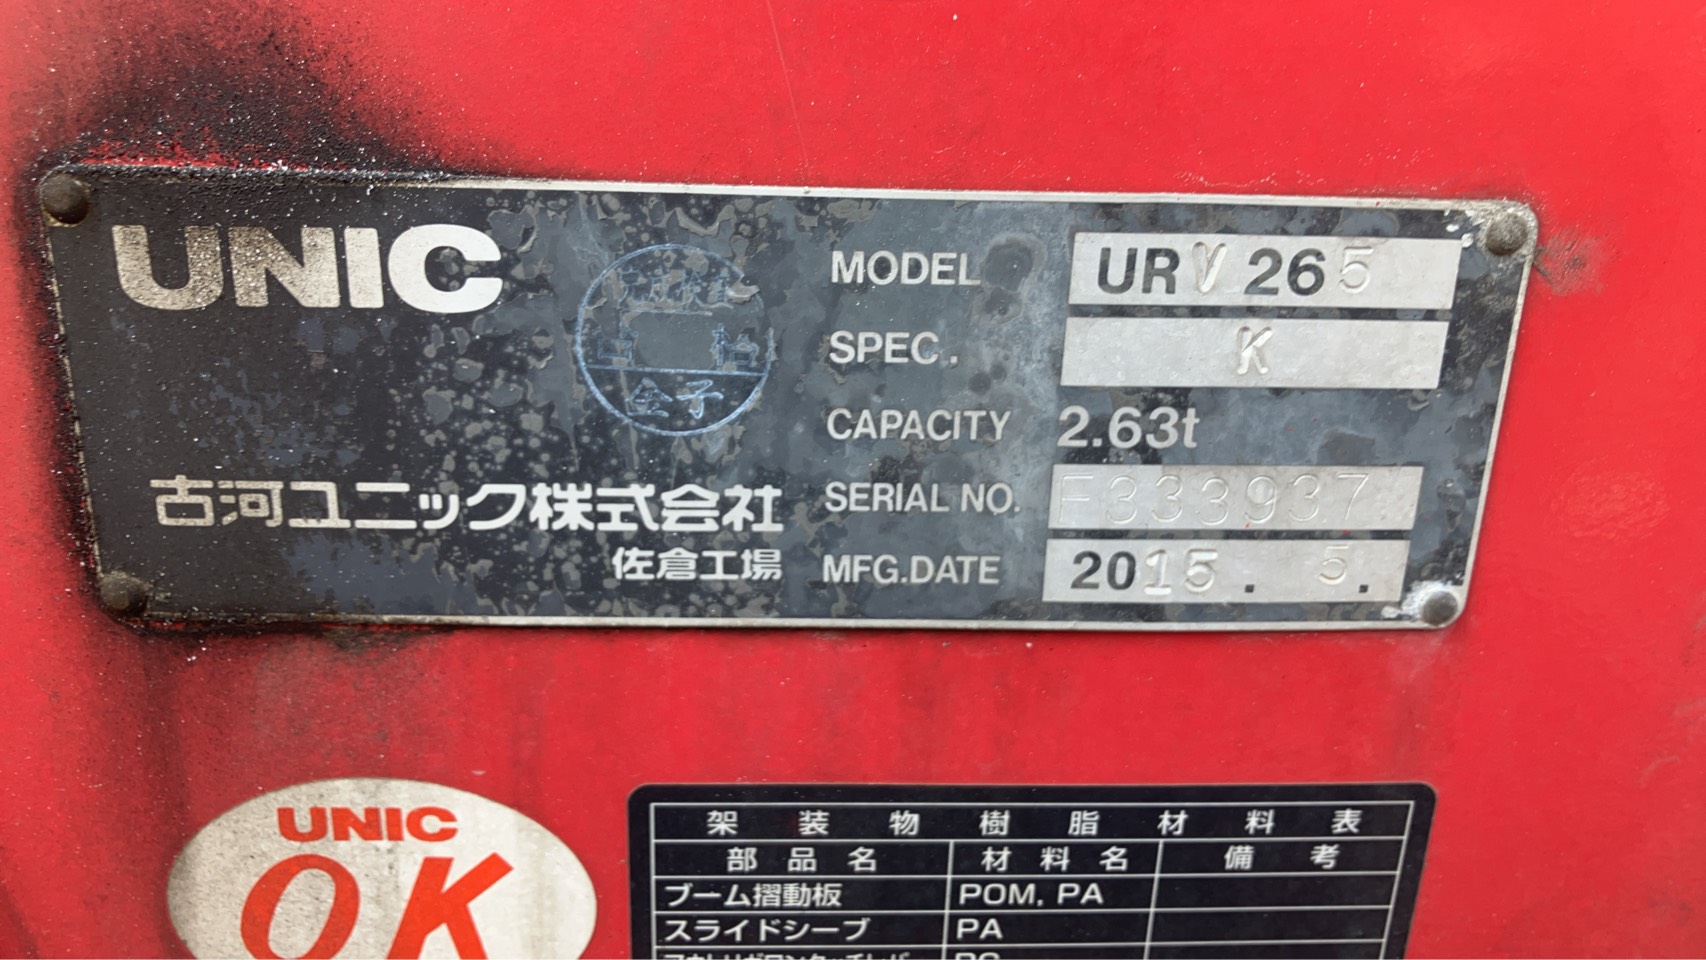 UNIC
金子
古河ユニック株式会社
佐倉工場
MODEL URV265
SPEC. K
CAPACITY 2.63t
SERIAL NO. F333937
MFG.DATE 2015. 5.
UNIC
OK
架装物樹脂材料表
部品名 材料名 備考
ブーム摺動板 POM, PA
スライドシーブ PA